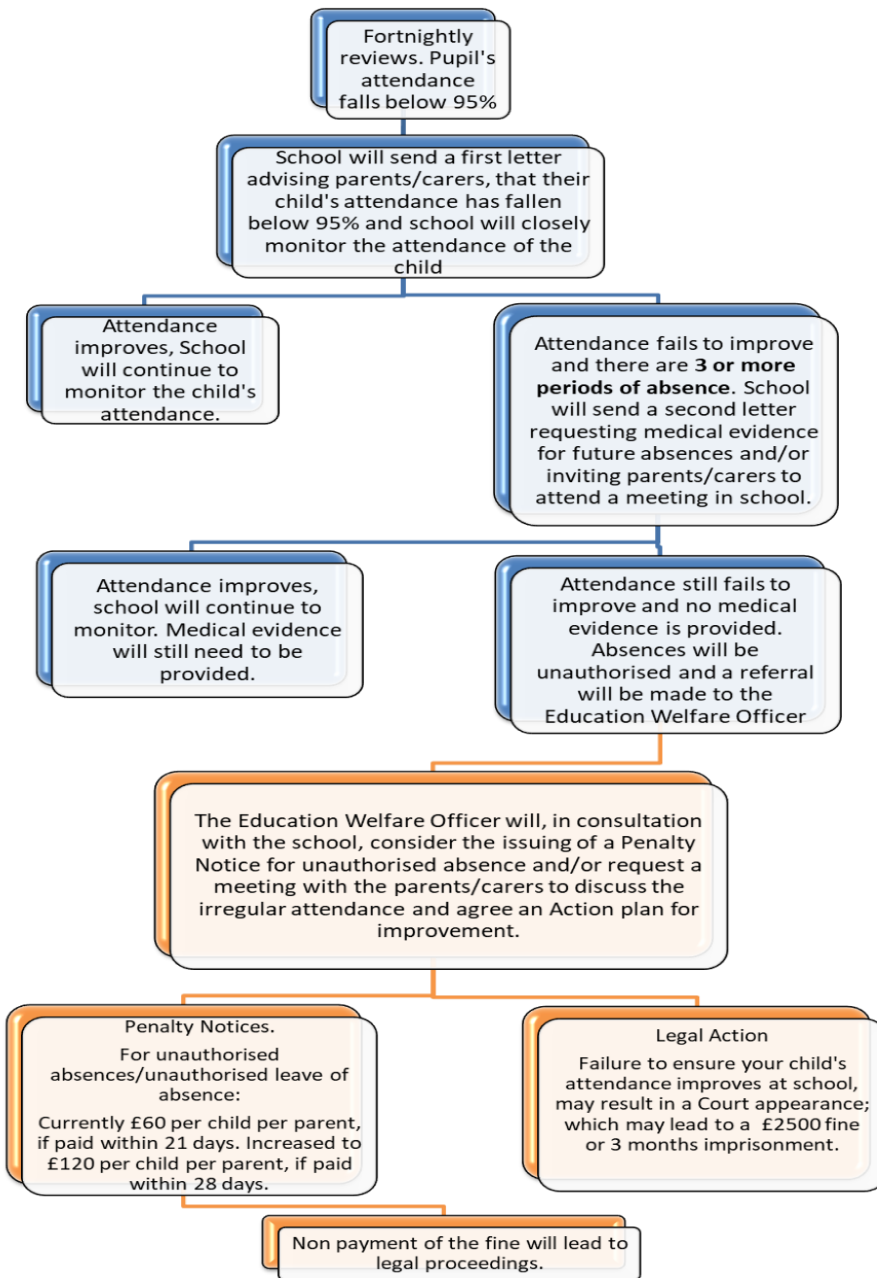 Fortnightly
reviews. Pupil's
attendance
falls below 95%
School will send a first letter
advising parents/carers, that their
child's attendance has fallen
below 95% and school will closely
monitor the attendance of the
child
Attendance
improves, School
will continue to
monitor the child's
attendance.
Attendance fails to improve
and there are 3 or more
periods of absence. School
will send a second letter
requesting medical evidence
for future absences and/or
inviting parents/carers to
attend a meeting in school.
Attendance improves,
school will continue to
monitor. Medical evidence
will still need to be
provided.
Attendance still fails to
improve and no medical
evidence is provided.
Absences will be
unauthorised and a referral
will be made to the
Education Welfare Officer
The Education Welfare Officer will, in consultation
with the school, consider the issuing of a Penalty
Notice for unauthorised absence and/or request a
meeting with the parents/carers to discuss the
irregular attendance and agree an Action plan for
improvement.
Penalty Notices.
For unauthorised
absences/unauthorised leave of
absence:
Currently £60 per child per parent,
if paid within 21 days. Increased to
£120 per child per parent, if paid
within 28 days.
Legal Action
Failure to ensure your child's
attendance improves at school,
may result in a Court appearance;
which may lead to a £2500 fine
or 3 months imprisonment.
Non payment of the fine will lead to
legal proceedings.